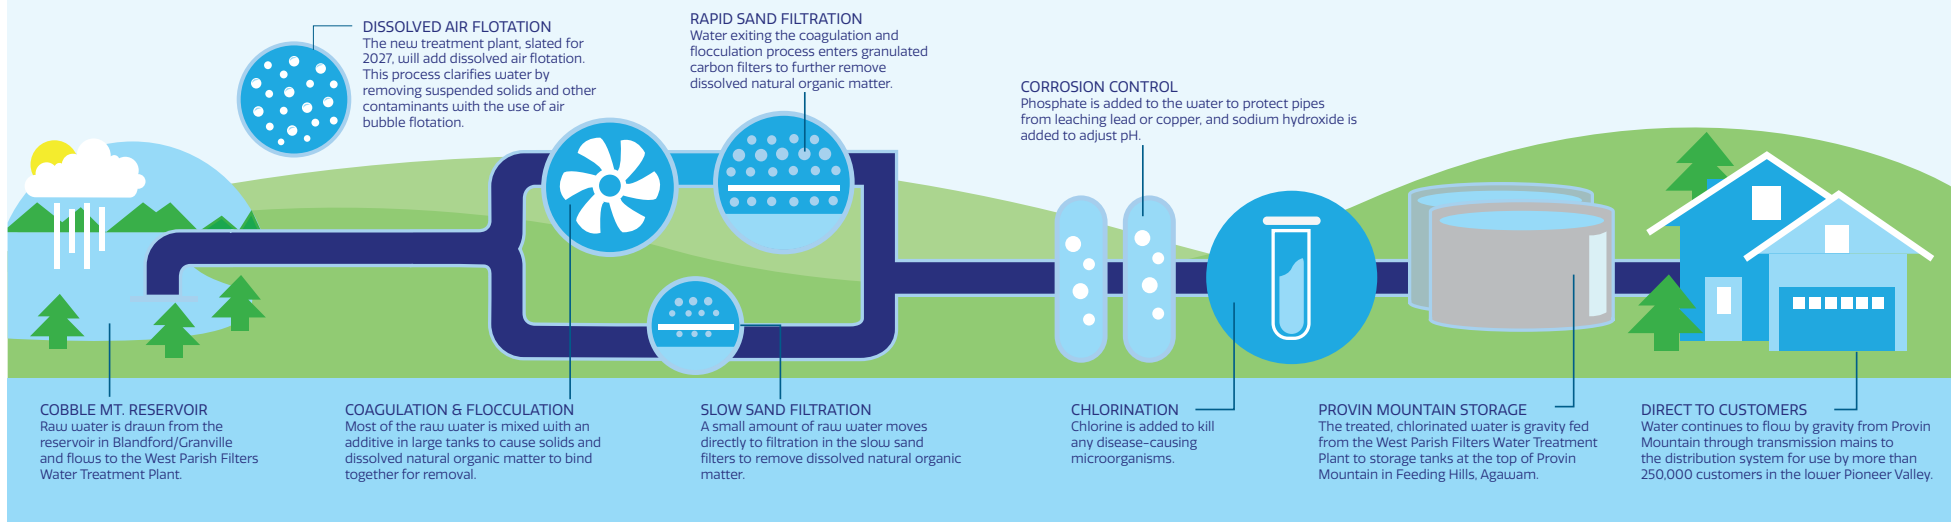 DISSOLVED AIR FLOTATION
The new treatment plant, slated for
2027, will add dissolved air flotation.
This process clarifies water by
removing suspended solids and other
contaminants with the use of air
bubble flotation.
RAPID SAND FILTRATION
Water exiting the coagulation and
flocculation process enters granulated
carbon filters to further remove
dissolved natural organic matter.
CORROSION CONTROL
Phosphate is added to the water to protect pipes
from leaching lead or copper, and sodium hydroxide is
added to adjust pH.
COBBLE MT. RESERVOIR
Raw water is drawn from the
reservoir in Blandford/Granville
and flows to the West Parish Filters
Water Treatment Plant.
COAGULATION & FLOCCULATION
Most of the raw water is mixed with an
additive in large tanks to cause solids and
dissolved natural organic matter to bind
together for removal.
SLOW SAND FILTRATION
A small amount of raw water moves
directly to filtration in the slow sand
filters to remove dissolved natural organic
matter.
CHLORINATION
Chlorine is added to kill
any disease-causing
microorganisms.
PROVIN MOUNTAIN STORAGE
The treated, chlorinated water is gravity fed
from the West Parish Filters Water Treatment
Plant to storage tanks at the top of Provin
Mountain in Feeding Hills, Agawam.
DIRECT TO CUSTOMERS
Water continues to flow by gravity from Provin
Mountain through transmission mains to
the distribution system for use by more than
250,000 customers in the lower Pioneer Valley.